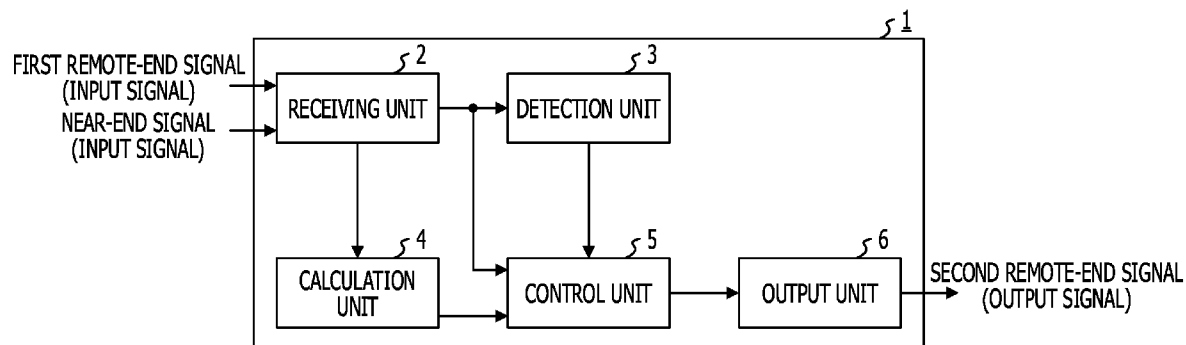 1
FIRST REMOTE-END SIGNAL
(INPUT SIGNAL)
NEAR-END SIGNAL
(INPUT SIGNAL)
2
RECEIVING UNIT
3
DETECTION UNIT
4
CALCULATION
UNIT
5
CONTROL UNIT
6
OUTPUT UNIT
SECOND REMOTE-END SIGNAL
(OUTPUT SIGNAL)